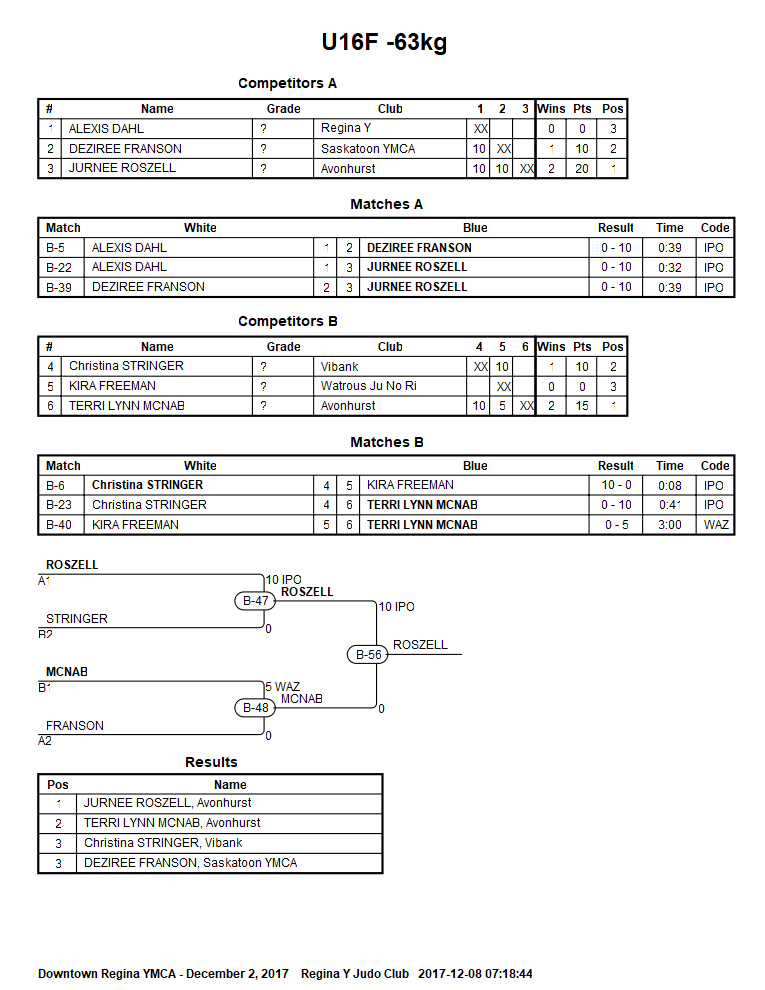 U16F -63kg
Competitors A
# Name Grade Club 1 2 3 Wins Pts Pos
1 ALEXIS DAHL ? Regina Y XX 0 0 3
2 DEZIREE FRANSON ? Saskatoon YMCA 10 XX 1 10 2
3 JURNEE ROSZELL ? Avonhurst 10 10 XX 2 20 1
Matches A
Match White Blue Result Time Code
B-5 ALEXIS DAHL 1 2 DEZIREE FRANSON 0 - 10 0:39 IPO
B-22 ALEXIS DAHL 1 3 JURNEE ROSZELL 0 - 10 0:32 IPO
B-39 DEZIREE FRANSON 2 3 JURNEE ROSZELL 0 - 10 0:39 IPO
Competitors B
# Name Grade Club 4 5 6 Wins Pts Pos
4 Christina STRINGER ? Vibank XX 10 1 10 2
5 KIRA FREEMAN ? Watrous Ju No Ri XX 0 0 3
6 TERRI LYNN MCNAB ? Avonhurst 10 5 XX 2 15 1
Matches B
Match White Blue Result Time Code
B-6 Christina STRINGER 4 5 KIRA FREEMAN 10 - 0 0:08 IPO
B-23 Christina STRINGER 4 6 TERRI LYNN MCNAB 0 - 10 0:41 IPO
B-40 KIRA FREEMAN 5 6 TERRI LYNN MCNAB 0 - 5 3:00 WAZ
ROSZELL
A1 10 IPO
B-47 ROSZELL
10 IPO
STRINGER
B2 0
B-56 ROSZELL
MCNAB
B1 5 WAZ
B-48 MCNAB
0
FRANSON
A2 0
Results
Pos Name
1 JURNEE ROSZELL, Avonhurst
2 TERRI LYNN MCNAB, Avonhurst
3 Christina STRINGER, Vibank
3 DEZIREE FRANSON, Saskatoon YMCA
Downtown Regina YMCA - December 2, 2017 Regina Y Judo Club 2017-12-08 07:18:44